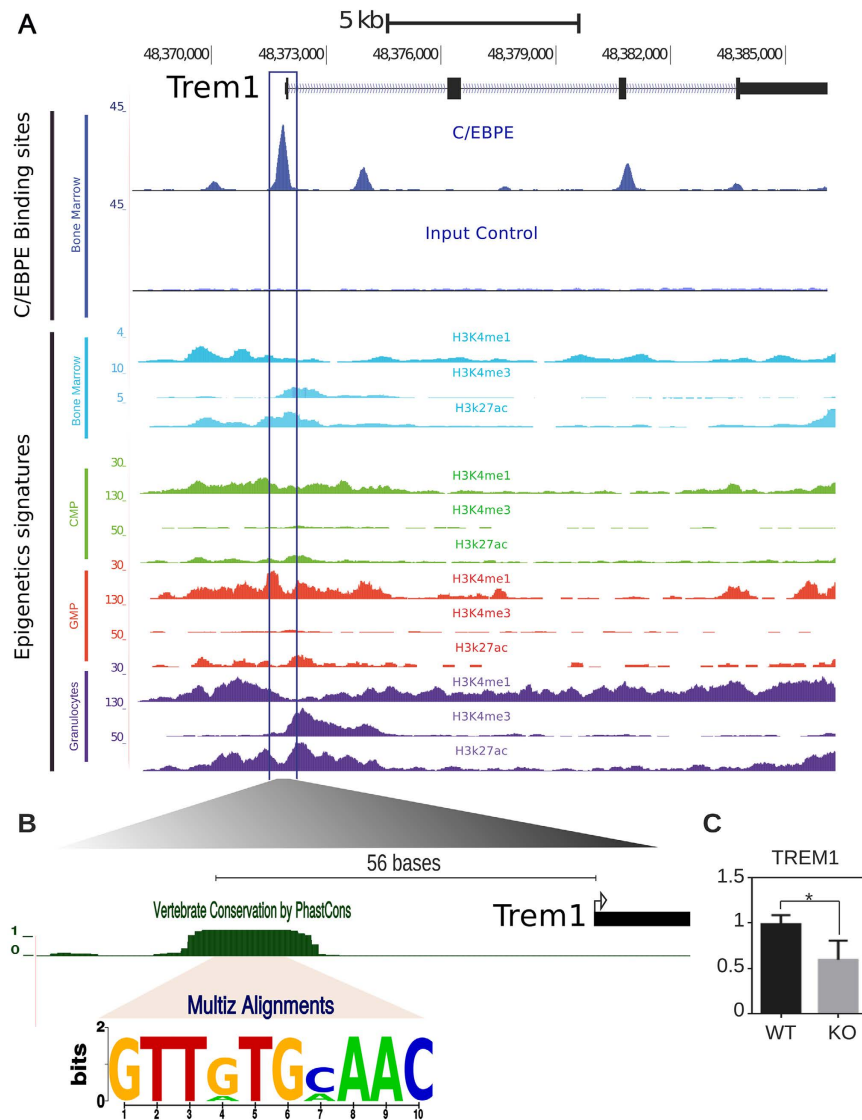 A
5 kb
48,370,000 48,373,000 48,376,000 48,379,000 48,382,000 48,385,000
Trem1
C/EBPE Binding sites
Bone Marrow
45
C/EBPE
45
Input Control
Epigenetics signatures
Bone Marrow
4
H3K4me1
10
H3K4me3
5
H3k27ac
CMP
30
H3K4me1
130
H3K4me3
50
H3k27ac
GMP
30
H3K4me1
130
H3K4me3
50
H3k27ac
Granulocytes
30
H3K4me1
130
H3K4me3
50
H3k27ac
B
56 bases
Vertebrate Conservation by PhastCons
Trem1
1
0
Multiz Alignments
bits
2
0
GTTGTGCAAC
A A
1 2 3 4 5 6 7 8 9 10
C
TREM1
1.5
1
0.5
0
*
WT KO